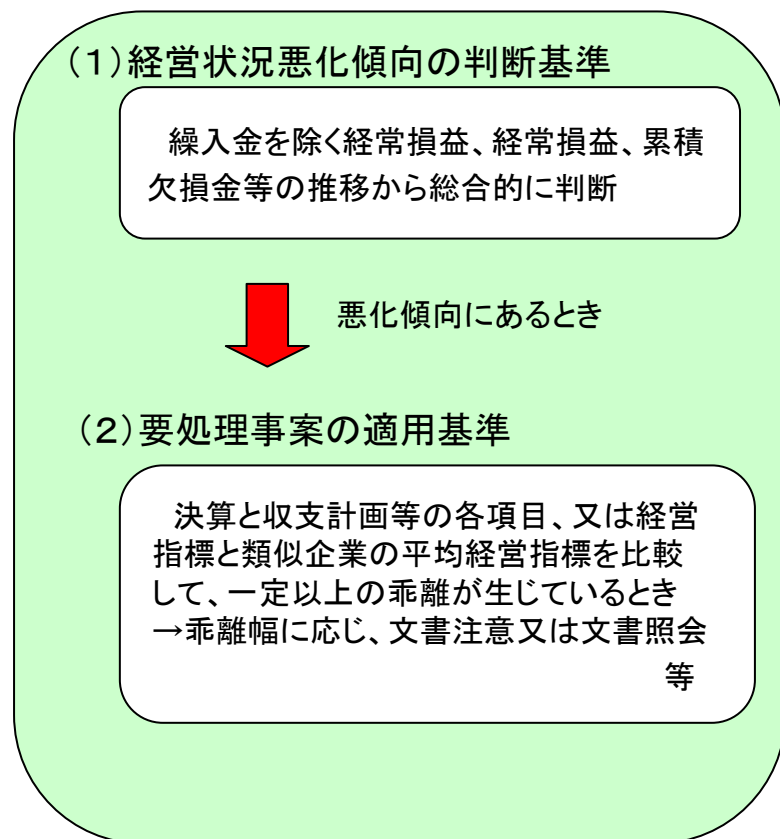 （１）経営状況悪化傾向の判断基準
繰入金を除く経常損益、経常損益、累積
欠損金等の推移から総合的に判断
悪化傾向にあるとき
（２）要処理事案の適用基準
決算と収支計画等の各項目、又は経営
指標と類似企業の平均経営指標を比較
して、一定以上の乖離が生じているとき
→乖離幅に応じ、文書注意又は文書照会
等